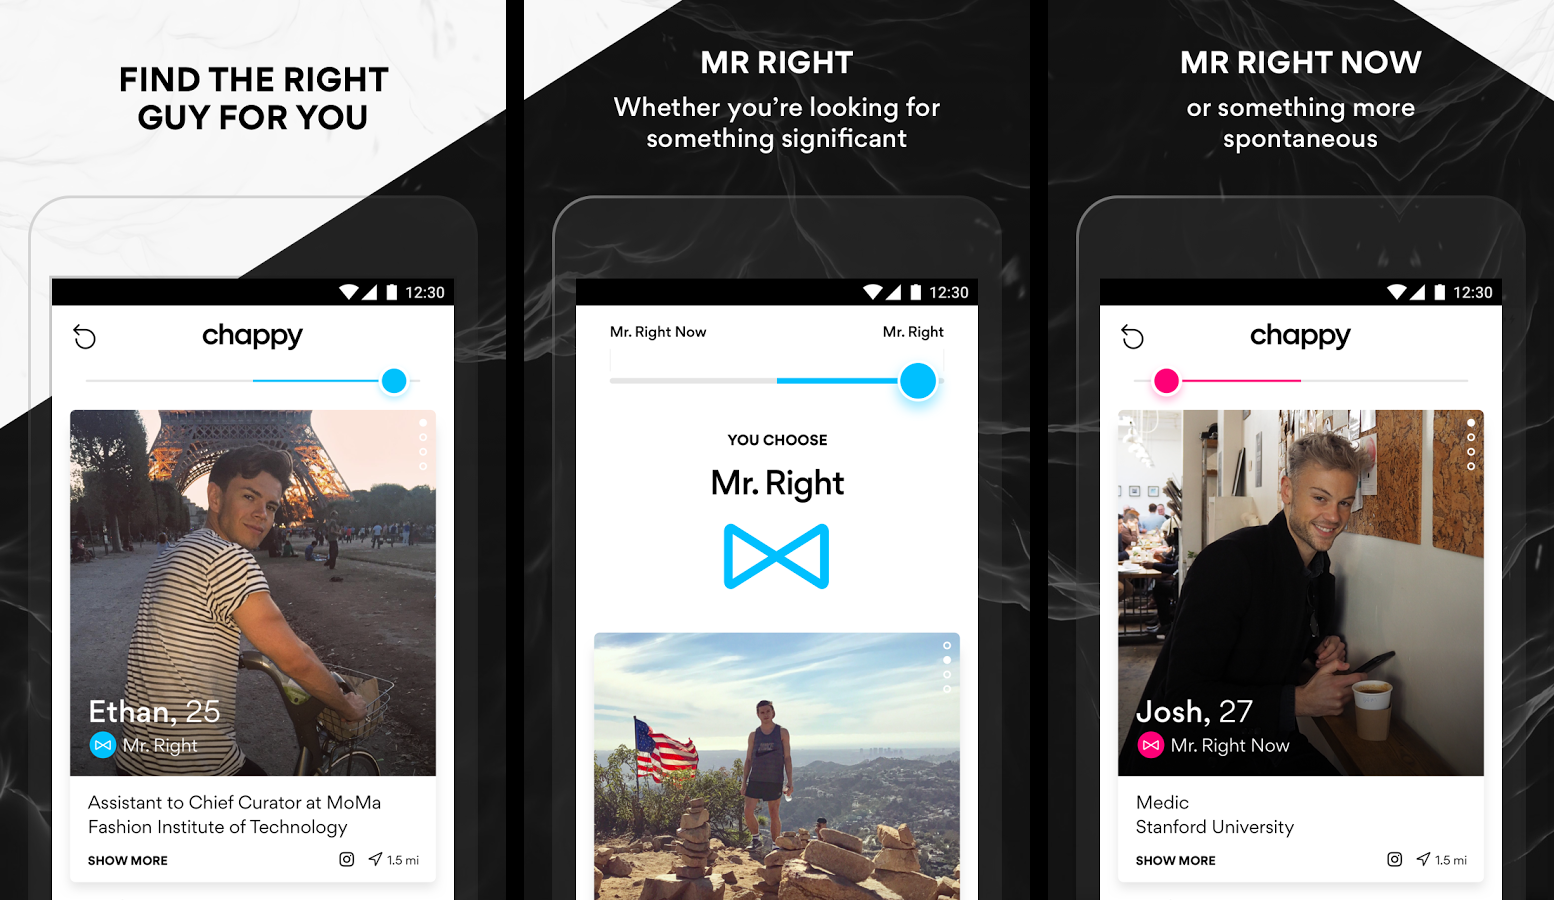 FIND THE RIGHT
GUY FOR YOU
12:30
chappy
Ethan, 25
Mr. Right
Assistant to Chief Curator at MoMa
Fashion Institute of Technology
SHOW MORE
1.5 mi
MR RIGHT
Whether you’re looking for
something significant
12:30
Mr. Right Now
Mr. Right
YOU CHOOSE
Mr. Right
MR RIGHT NOW
or something more
spontaneous
12:30
chappy
Josh, 27
Mr. Right Now
Medic
Stanford University
SHOW MORE
1.5 mi